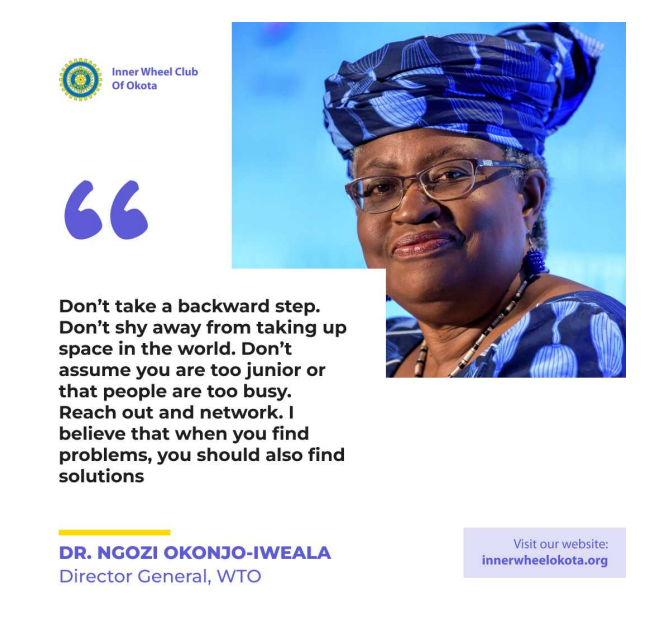 Inner Wheel Club
Of Okota
Don’t take a backward step.
Don’t shy away from taking up
space in the world. Don’t
assume you are too junior or
that people are too busy.
Reach out and network. I
believe that when you find
problems, you should also find
solutions
DR. NGOZI OKONJO-IWEALA
Director General, WTO
Visit our website:
innerwheelokota.org